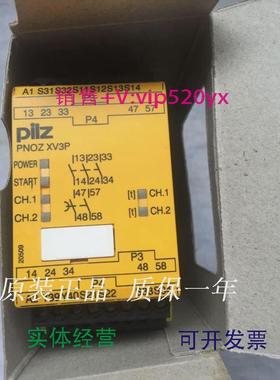 A1 S31S32S11S12S13S14
销售+V:vip520yx
13 23 33
47 57
P4
pilz
PNOZ XV3P
POWER
13 23 33
START
14 24 34
CH.1
47 57
[t]
CH.1
CH.2
48 58
[t]
CH.2
20509
P3
14 24 34
48 58
原装正品 质保一年
实体经营 可开发票